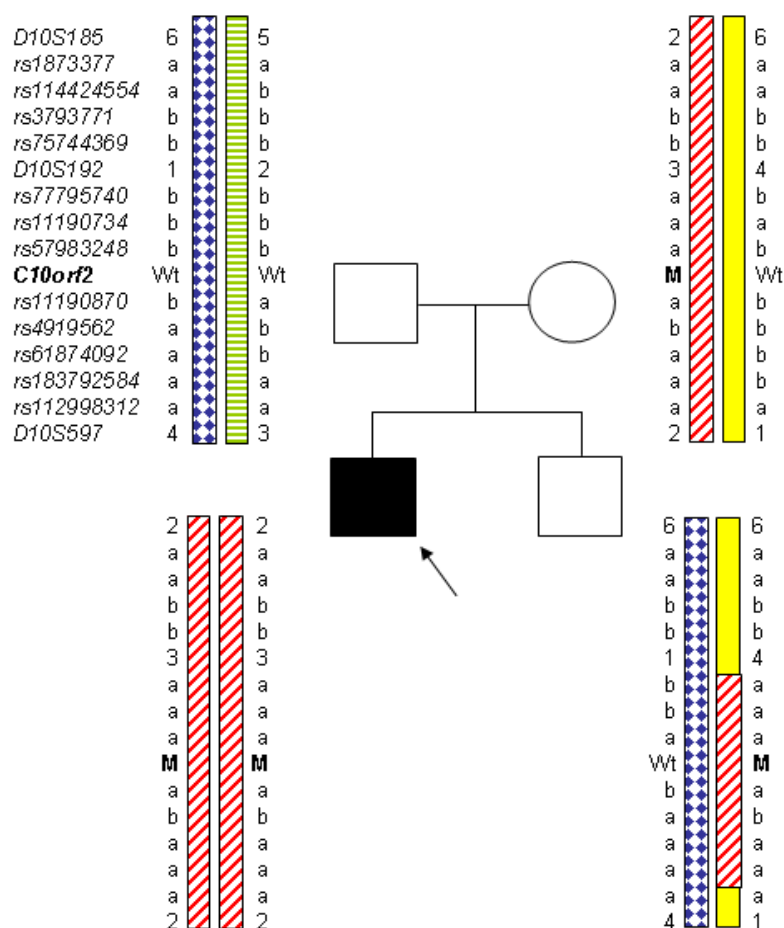 D10S185 6 5 2 6
rs1873377 a a a a
rs114424554 a b a a
rs3793771 b b b b
rs75744369 b b b b
D10S192 1 2 3 4
rs77795740 b b a b
rs11190734 b b a a
rs57983248 b b a b
C10orf2 Wt Wt M Wt
rs11190870 b a a b
rs4919562 a b b b
rs61874092 a b a b
rs183792584 a a a b
rs112998312 a a a a
D10S597 4 3 2 1
2 2 6 6
a a a a
a a a a
b b b b
b b b b
3 3 1 4
a a b a
a a b a
a a a a
M M Wt M
a a b a
b b a b
a a a a
a a a a
a a a a
2 2 4 1